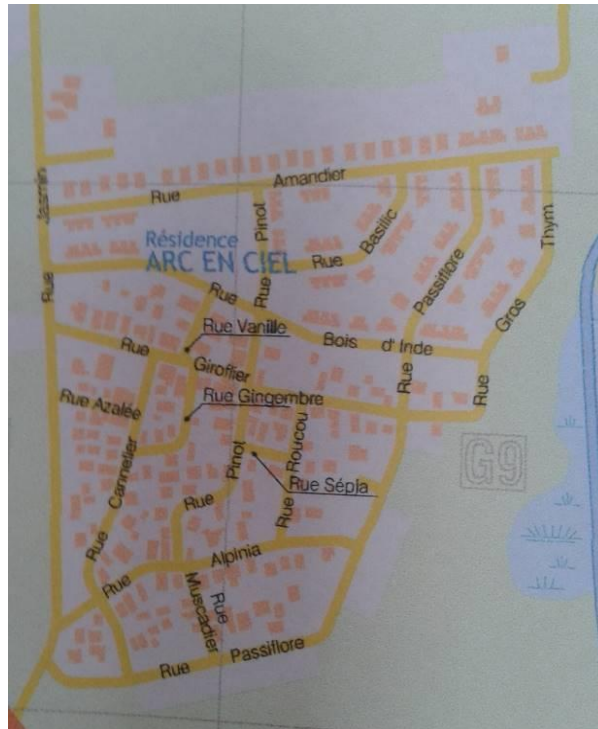 Rue Jasmin
Rue Amandier
Résidence
ARC EN CIEL
Rue Pinot
Rue Basilic
Rue Passiflore
Rue Gros Thym
Rue Bois d'Inde
Rue Vanille
Rue Giroflier
Rue Azalée
Rue Gingembre
Rue Cannelier
Rue Pinot
Rue Roucou
Rue Sépia
G9
Rue Alpinia
Rue Muscadier
Rue Passiflore